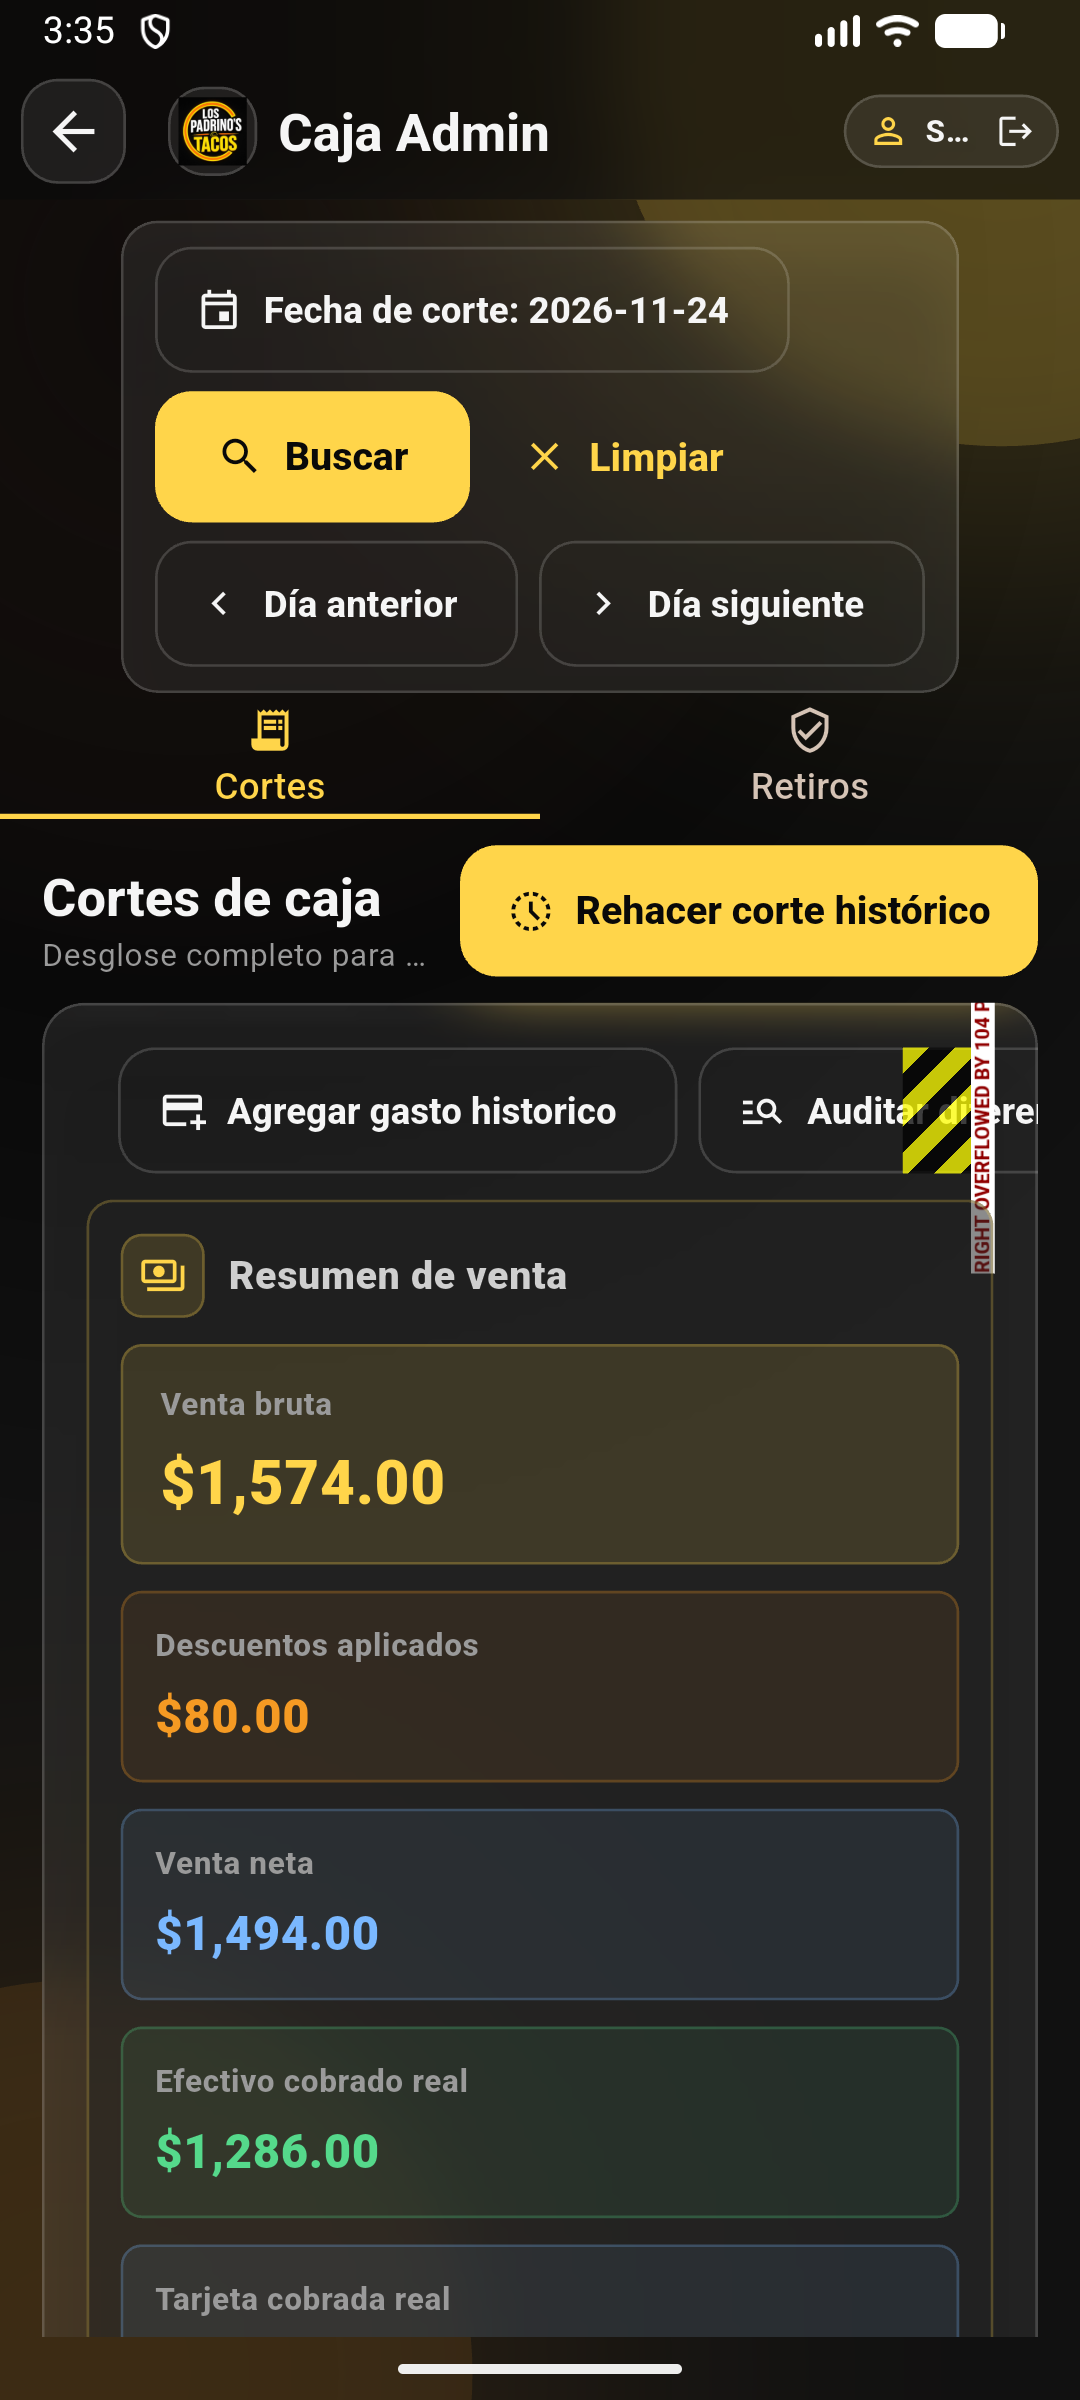 3:35
LOS
PADRINO'S
TACOS
Caja Admin
S...
Fecha de corte: 2026-11-24
Buscar
Limpiar
Día anterior
Día siguiente
Cortes
Retiros
Cortes de caja
Desglose completo para ...
Rehacer corte histórico
Agregar gasto historico
Auditar
RIGHT OVERFLOWED BY 104
Resumen de venta
Venta bruta
$1,574.00
Descuentos aplicados
$80.00
Venta neta
$1,494.00
Efectivo cobrado real
$1,286.00
Tarjeta cobrada real